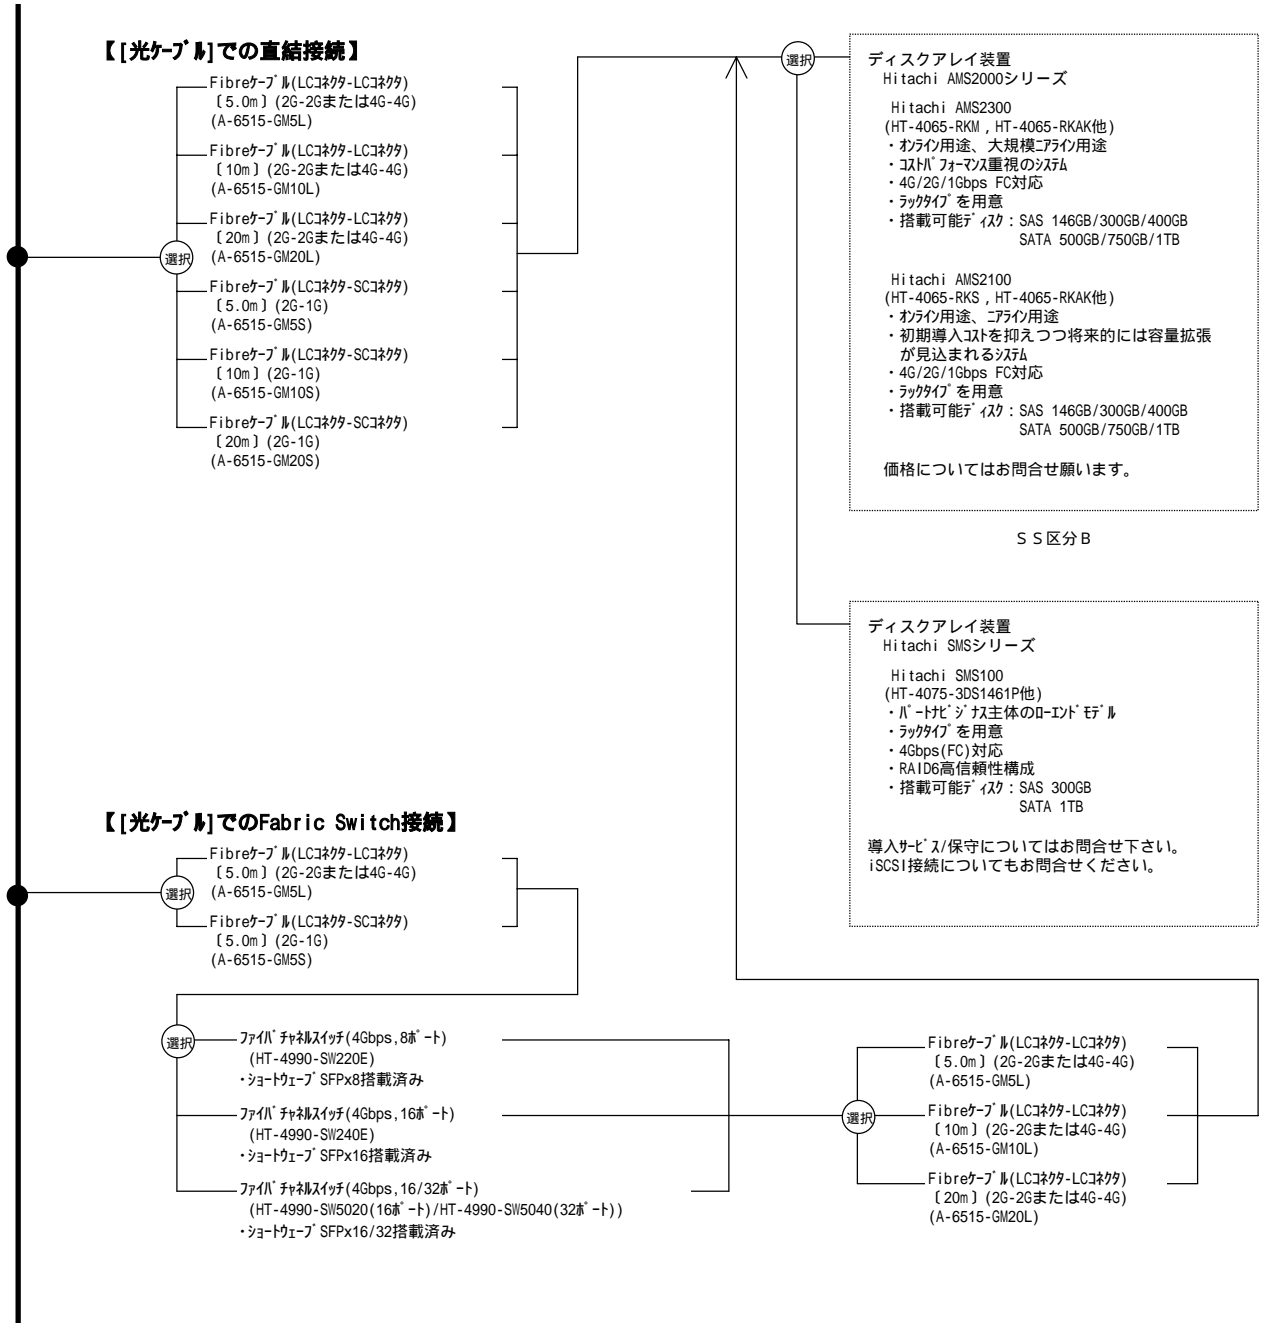 【[光ｹｰﾌﾞﾙ]での直結接続】
Fibreｹｰﾌﾞﾙ(LCｺﾈｸﾀ-LCｺﾈｸﾀ)
〔5.0m〕(2G-2Gまたは4G-4G)
(A-6515-GM5L)
Fibreｹｰﾌﾞﾙ(LCｺﾈｸﾀ-LCｺﾈｸﾀ)
〔10m〕(2G-2Gまたは4G-4G)
(A-6515-GM10L)
Fibreｹｰﾌﾞﾙ(LCｺﾈｸﾀ-LCｺﾈｸﾀ)
〔20m〕(2G-2Gまたは4G-4G)
(A-6515-GM20L)
選択
Fibreｹｰﾌﾞﾙ(LCｺﾈｸﾀ-SCｺﾈｸﾀ)
〔5.0m〕(2G-1G)
(A-6515-GM5S)
Fibreｹｰﾌﾞﾙ(LCｺﾈｸﾀ-SCｺﾈｸﾀ)
〔10m〕(2G-1G)
(A-6515-GM10S)
Fibreｹｰﾌﾞﾙ(LCｺﾈｸﾀ-SCｺﾈｸﾀ)
〔20m〕(2G-1G)
(A-6515-GM20S)
選択
ディスクアレイ装置
Hitachi AMS2000シリーズ
Hitachi AMS2300
(HT-4065-RKM , HT-4065-RKAK他)
・ｵﾝﾗｲﾝ用途、大規模ﾆｱﾗｲﾝ用途
・ｺｽﾄﾊﾟﾌｫｰﾏﾝｽ重視のｼｽﾃﾑ
・4G/2G/1Gbps FC対応
・ﾗｯｸﾀｲﾌﾟを用意
・搭載可能ﾃﾞｨｽｸ：SAS 146GB/300GB/400GB
SATA 500GB/750GB/1TB
Hitachi AMS2100
(HT-4065-RKS , HT-4065-RKAK他)
・ｵﾝﾗｲﾝ用途、ﾆｱﾗｲﾝ用途
・初期導入ｺｽﾄを抑えつつ将来的には容量拡張
が見込まれるｼｽﾃﾑ
・4G/2G/1Gbps FC対応
・ﾗｯｸﾀｲﾌﾟを用意
・搭載可能ﾃﾞｨｽｸ：SAS 146GB/300GB/400GB
SATA 500GB/750GB/1TB
価格についてはお問合せ願います。
ＳＳ区分Ｂ
ディスクアレイ装置
Hitachi SMSシリーズ
Hitachi SMS100
(HT-4075-3DS1461P他)
・ﾊﾟｰﾄﾅﾋﾞｼﾞﾅｽ主体のﾛｰｴﾝﾄﾞﾓﾃﾞﾙ
・ﾗｯｸﾀｲﾌﾟを用意
・4Gbps(FC)対応
・RAID6高信頼性構成
・搭載可能ﾃﾞｨｽｸ：SAS 300GB
SATA 1TB
導入ｻｰﾋﾞｽ/保守についてはお問合せ下さい。
iSCSI接続についてもお問合せください。
【[光ｹｰﾌﾞﾙ]でのFabric Switch接続】
Fibreｹｰﾌﾞﾙ(LCｺﾈｸﾀ-LCｺﾈｸﾀ)
〔5.0m〕(2G-2Gまたは4G-4G)
(A-6515-GM5L)
選択
Fibreｹｰﾌﾞﾙ(LCｺﾈｸﾀ-SCｺﾈｸﾀ)
〔5.0m〕(2G-1G)
(A-6515-GM5S)
選択
ﾌｧｲﾊﾞﾁｬﾈﾙｽｲｯﾁ(4Gbps,8ﾎﾟｰﾄ)
(HT-4990-SW220E)
・ｼｮｰﾄｳｪｰﾌﾞSFPx8搭載済み
ﾌｧｲﾊﾞﾁｬﾈﾙｽｲｯﾁ(4Gbps,16ﾎﾟｰﾄ)
(HT-4990-SW240E)
・ｼｮｰﾄｳｪｰﾌﾞSFPx16搭載済み
ﾌｧｲﾊﾞﾁｬﾈﾙｽｲｯﾁ(4Gbps,16/32ﾎﾟｰﾄ)
(HT-4990-SW5020(16ﾎﾟｰﾄ)/HT-4990-SW5040(32ﾎﾟｰﾄ))
・ｼｮｰﾄｳｪｰﾌﾞSFPx16/32搭載済み
選択
Fibreｹｰﾌﾞﾙ(LCｺﾈｸﾀ-LCｺﾈｸﾀ)
〔5.0m〕(2G-2Gまたは4G-4G)
(A-6515-GM5L)
Fibreｹｰﾌﾞﾙ(LCｺﾈｸﾀ-LCｺﾈｸﾀ)
〔10m〕(2G-2Gまたは4G-4G)
(A-6515-GM10L)
Fibreｹｰﾌﾞﾙ(LCｺﾈｸﾀ-LCｺﾈｸﾀ)
〔20m〕(2G-2Gまたは4G-4G)
(A-6515-GM20L)